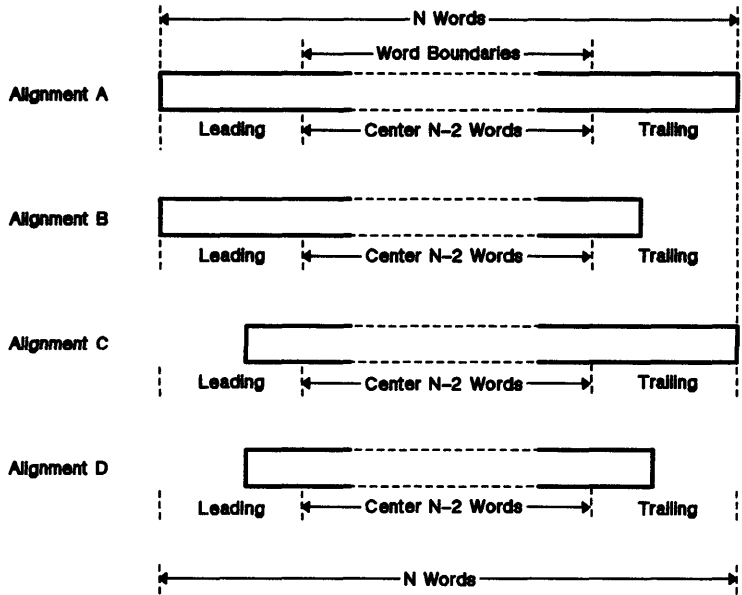 N Words
Word Boundaries
Alignment A
Leading Center N-2 Words Trailing
Alignment B
Leading Center N-2 Words Trailing
Alignment C
Leading Center N-2 Words Trailing
Alignment D
Leading Center N-2 Words Trailing
N Words